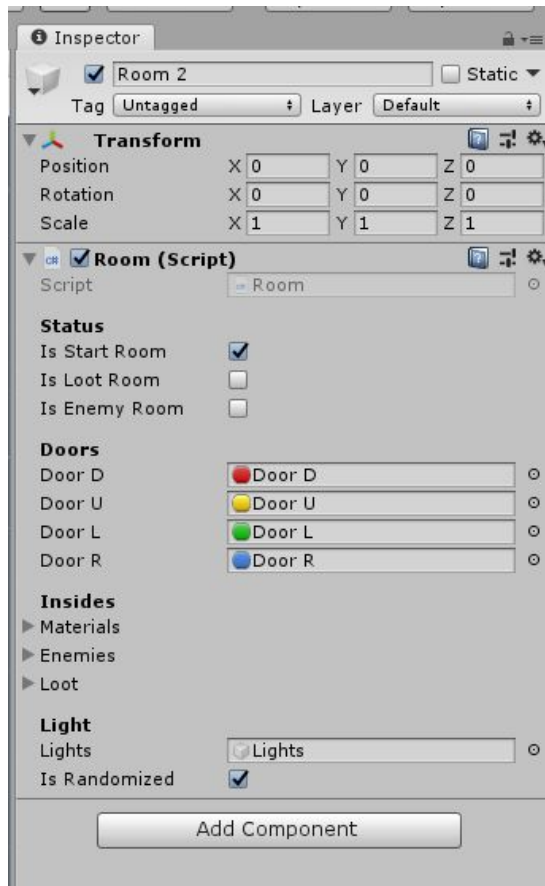 Inspector
Room 2 Static
Tag Untagged Layer Default
Transform
Position X 0 Y 0 Z 0
Rotation X 0 Y 0 Z 0
Scale X 1 Y 1 Z 1
c# Room (Script)
Script Room
Status
Is Start Room
Is Loot Room
Is Enemy Room
Doors
Door D Door D
Door U Door U
Door L Door L
Door R Door R
Insides
Materials
Enemies
Loot
Light
Lights Lights
Is Randomized
Add Component